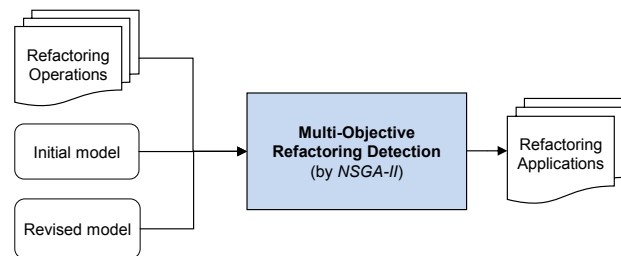 Refactoring
Operations
Initial model
Revised model
Multi-Objective
Refactoring Detection
(by NSGA-II)
Refactoring
Applications